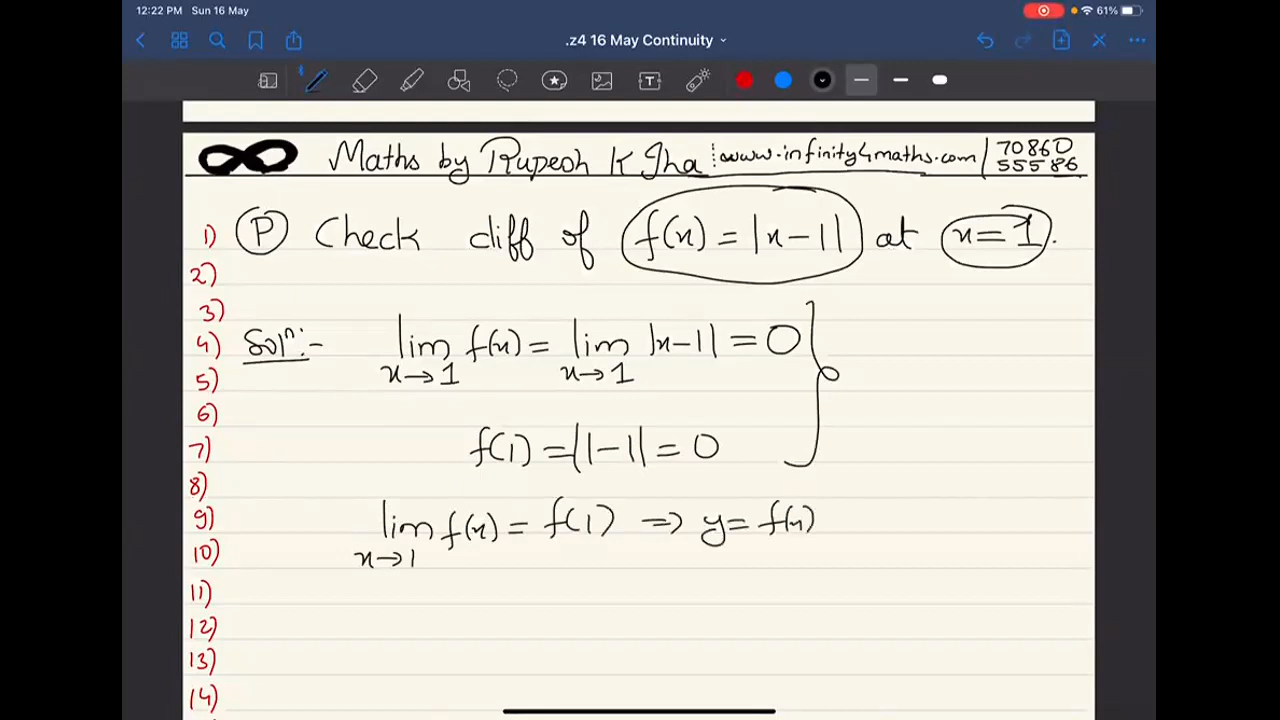 12:22 PM Sun 16 May 61%
.z4 16 May Continuity
∞ Maths by Rupesh K Jha www.infinity4maths.com / 70860 55586
1) (P) Check diff of f(x) = |x-1| at x=1.
2)
3)
4) Solⁿ:- lim x→1 f(x) = lim x→1 |x-1| = 0
5)
6)
7) f(1) = |1-1| = 0
8)
9) lim x→1 f(x) = f(1) ⇒ y = f(x)
10)
11)
12)
13)
14)